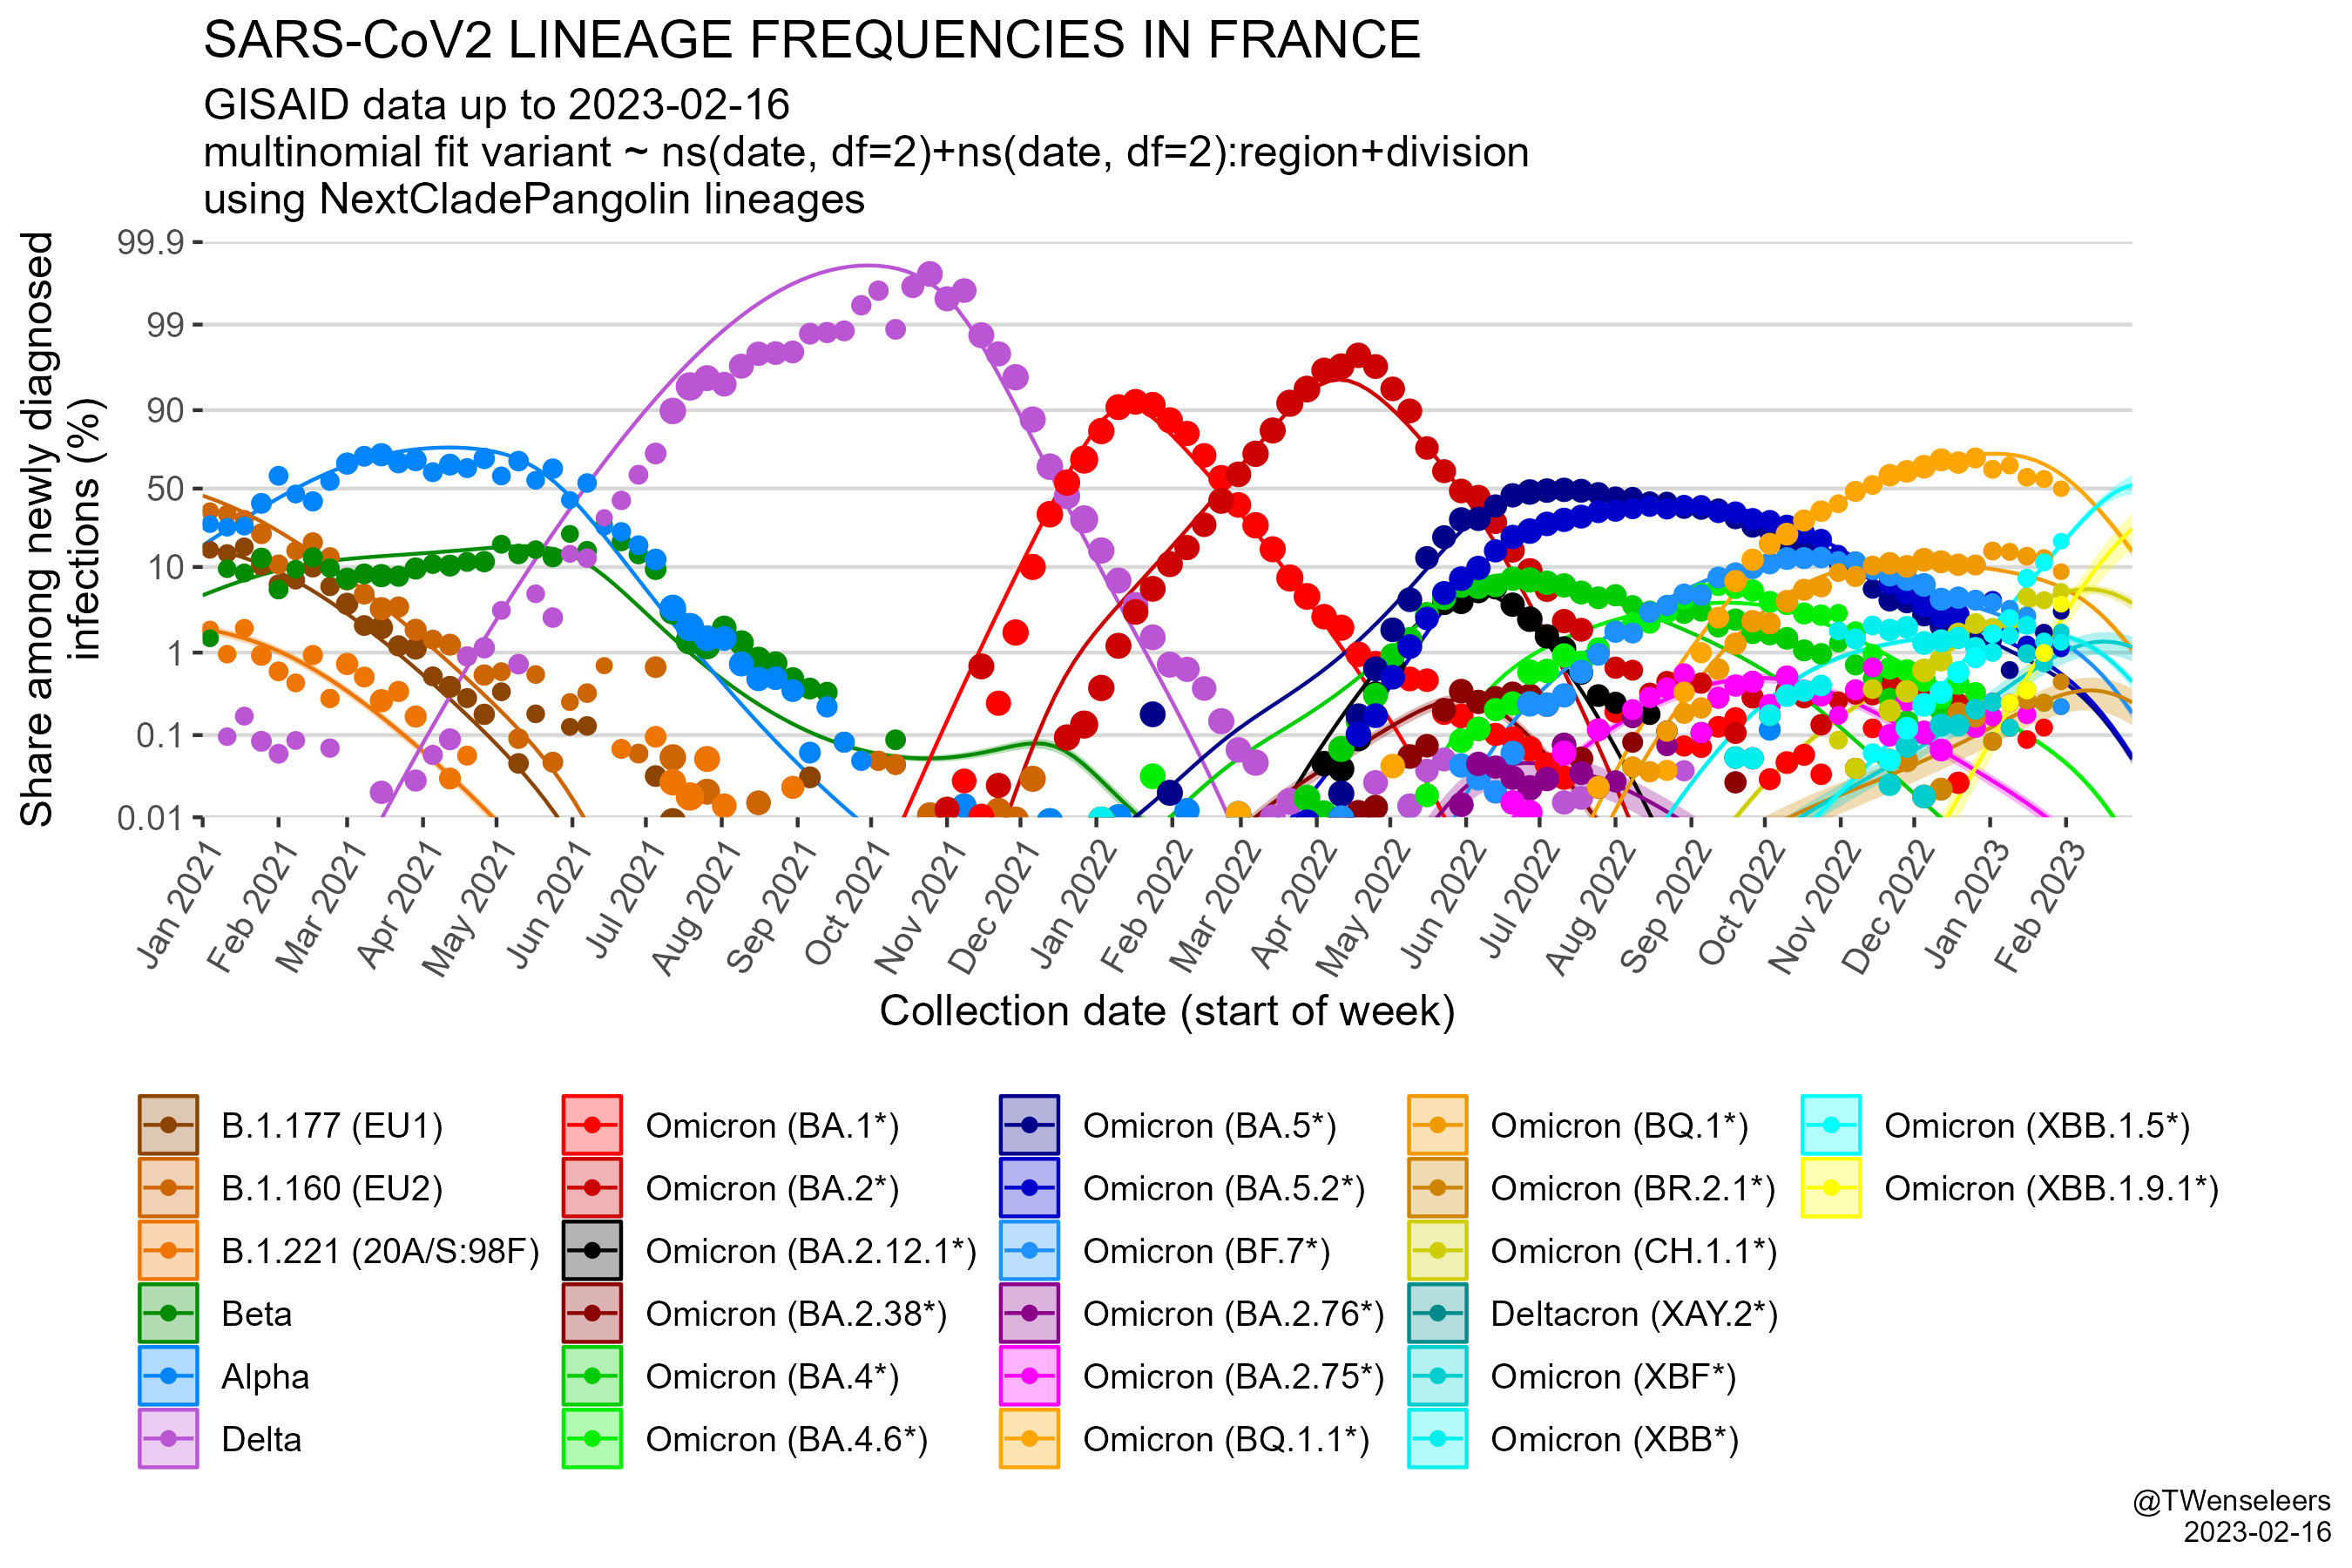 SARS-CoV2 LINEAGE FREQUENCIES IN FRANCE
GISAID data up to 2023-02-16
multinomial fit variant ~ ns(date, df=2)+ns(date, df=2):region+division
using NextCladePangolin lineages
Share among newly diagnosed
infections (%)
99.9
99
90
50
10
1
0.1
0.01
Jan 2021
Feb 2021
Mar 2021
Apr 2021
May 2021
Jun 2021
Jul 2021
Aug 2021
Sep 2021
Oct 2021
Nov 2021
Dec 2021
Jan 2022
Feb 2022
Mar 2022
Apr 2022
May 2022
Jun 2022
Jul 2022
Aug 2022
Sep 2022
Oct 2022
Nov 2022
Dec 2022
Jan 2023
Feb 2023
Collection date (start of week)
B.1.177 (EU1)
B.1.160 (EU2)
B.1.221 (20A/S:98F)
Beta
Alpha
Delta
Omicron (BA.1*)
Omicron (BA.2*)
Omicron (BA.2.12.1*)
Omicron (BA.2.38*)
Omicron (BA.4*)
Omicron (BA.4.6*)
Omicron (BA.5*)
Omicron (BA.5.2*)
Omicron (BF.7*)
Omicron (BA.2.76*)
Omicron (BA.2.75*)
Omicron (BQ.1.1*)
Omicron (BQ.1*)
Omicron (BR.2.1*)
Omicron (CH.1.1*)
Deltacron (XAY.2*)
Omicron (XBF*)
Omicron (XBB*)
Omicron (XBB.1.5*)
Omicron (XBB.1.9.1*)
@TWenseleers
2023-02-16